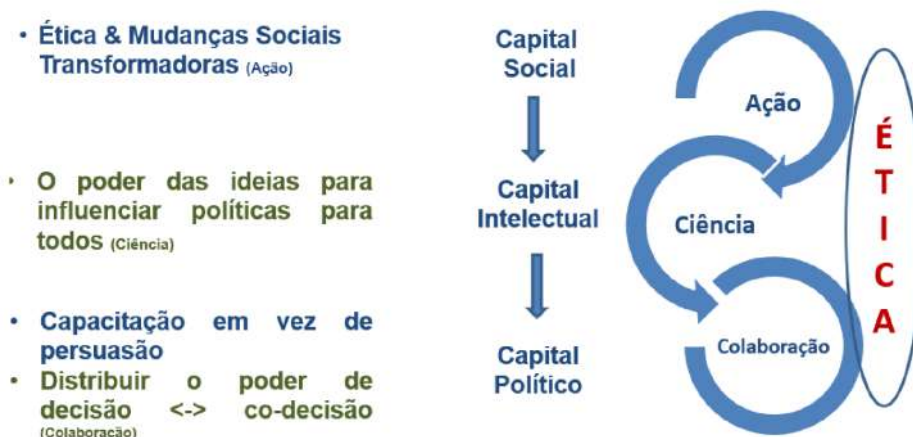 • Ética & Mudanças Sociais
Transformadoras (Ação)
• O poder das ideias para
influenciar políticas para
todos (Ciência)
• Capacitação em vez de
persuasão
• Distribuir o poder de
decisão <-> co-decisão
(Colaboração)
Capital
Social
Capital
Intelectual
Capital
Político
Ação
Ciência
Colaboração
É
T
I
C
A